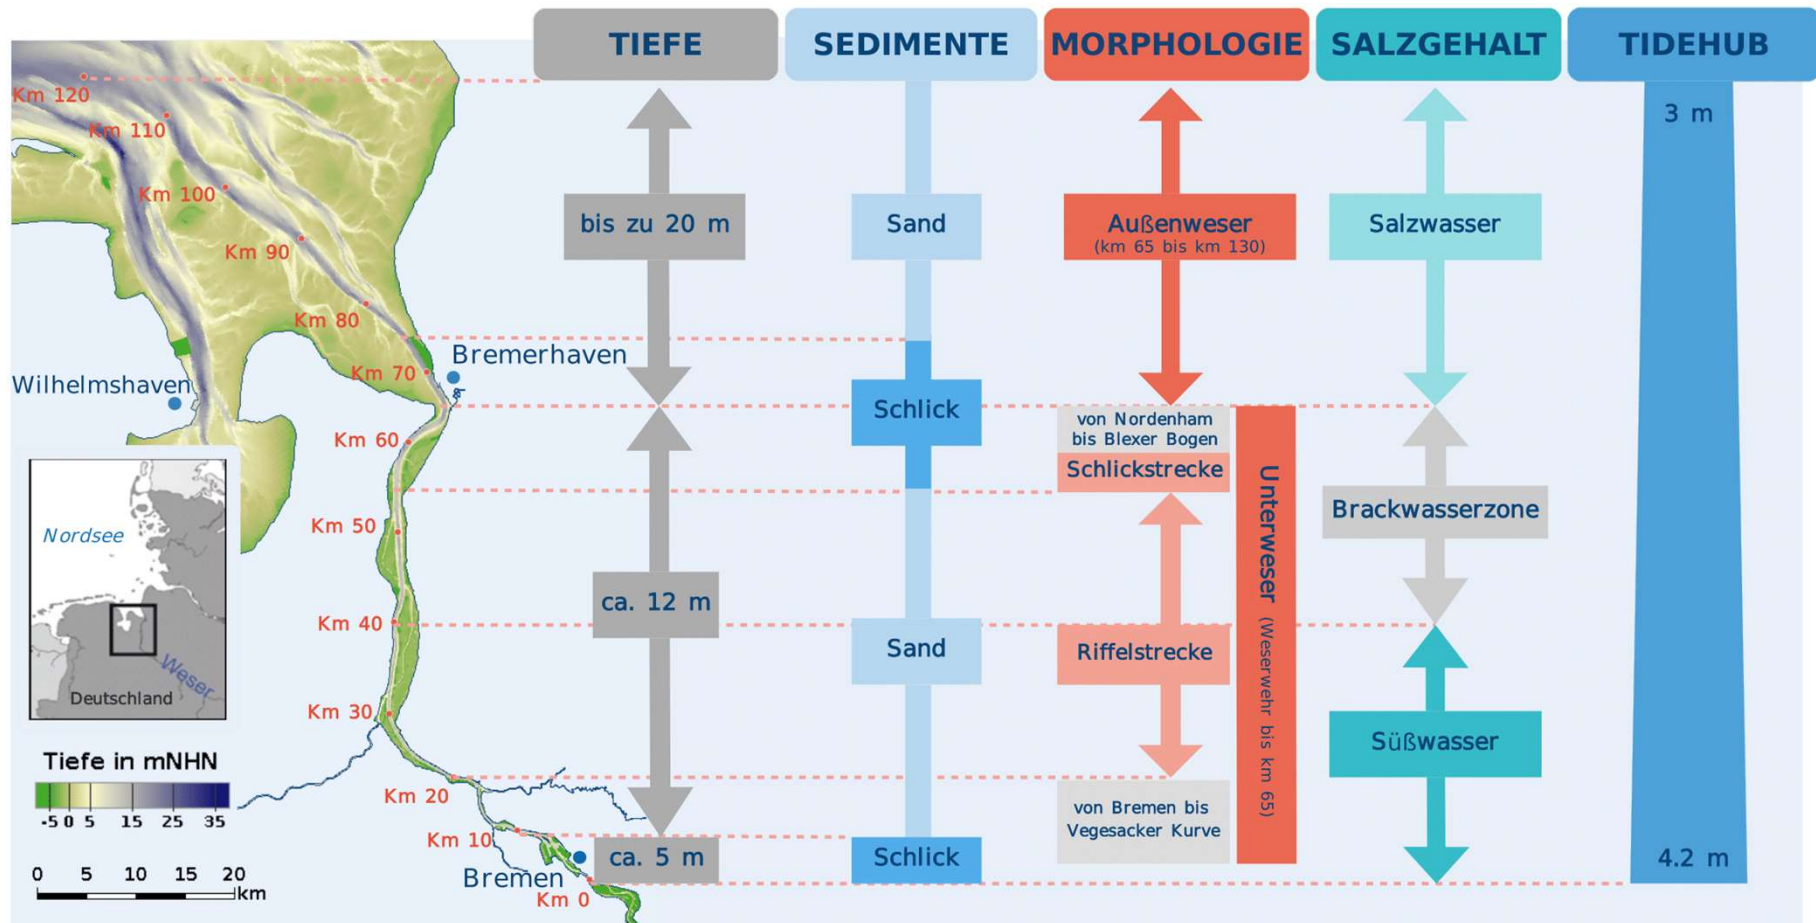 TIEFE
SEDIMENTE
MORPHOLOGIE
SALZGEHALT
TIDEHUB
Km 120
Km 110
Km 100
Km 90
Km 80
Km 70
Km 60
Km 50
Km 40
Km 30
Km 20
Km 10
Km 0
Bremerhaven
Wilhelmshaven
Bremen
Nordsee
Weser
Deutschland
Tiefe in mNHN
-5 0 5 15 25 35
0 5 10 15 20
km
bis zu 20 m
ca. 12 m
ca. 5 m
Sand
Schlick
Sand
Schlick
Außenweser
(km 65 bis km 130)
von Nordenham
bis Blexer Bogen
Schlickstrecke
Riffelstrecke
von Bremen bis
Vegesacker Kurve
Unterweser (Weserwehr bis km 65)
Salzwasser
Brackwasserzone
Süßwasser
3 m
4.2 m